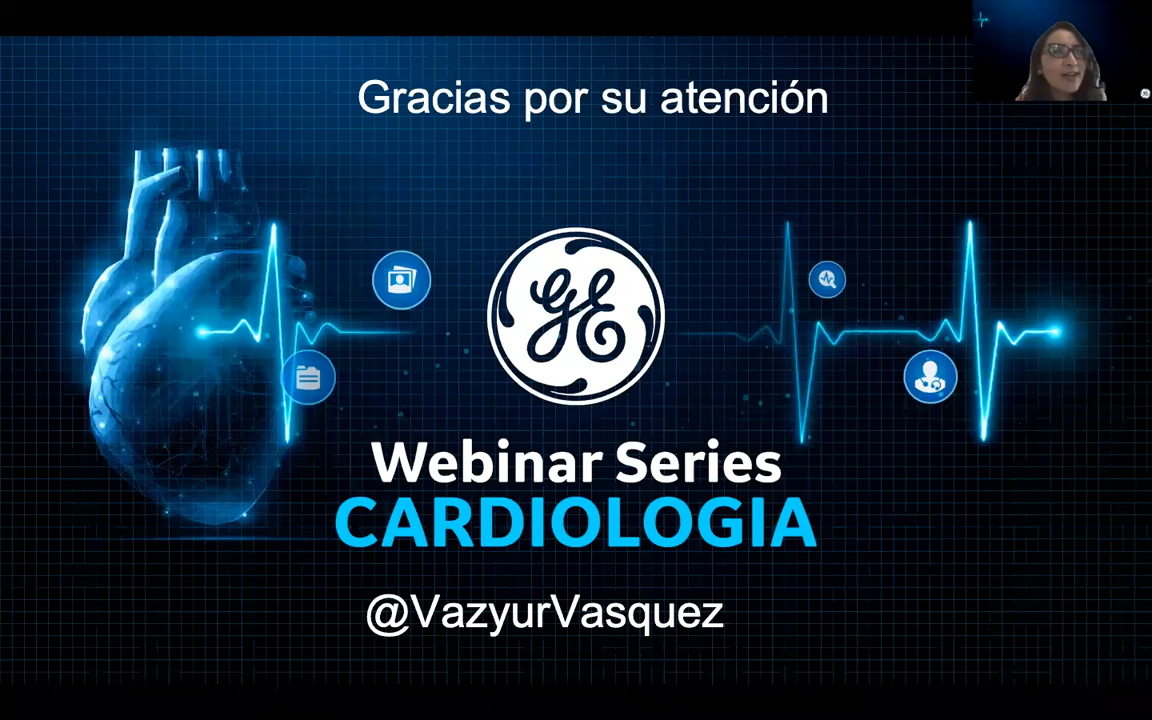 Gracias por su atención
GE
Webinar Series
CARDIOLOGIA
@VazyurVasquez